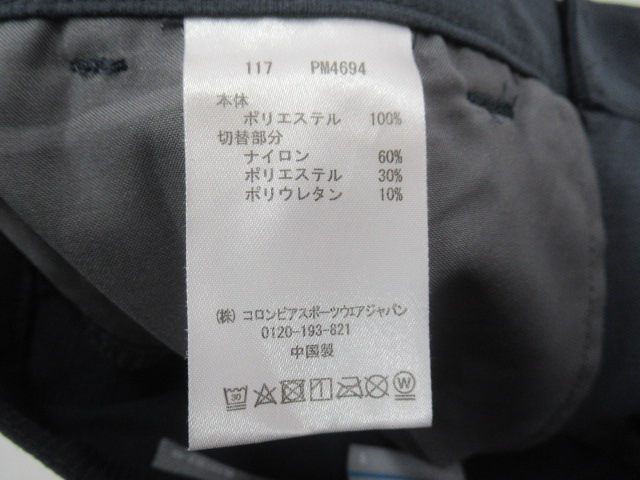 117 PM4694
本体
ポリエステル 100%
切替部分
ナイロン 60%
ポリエステル 30%
ポリウレタン 10%
(株) コロンビアスポーツウエアジャパン
0120-193-821
中国製
30 W